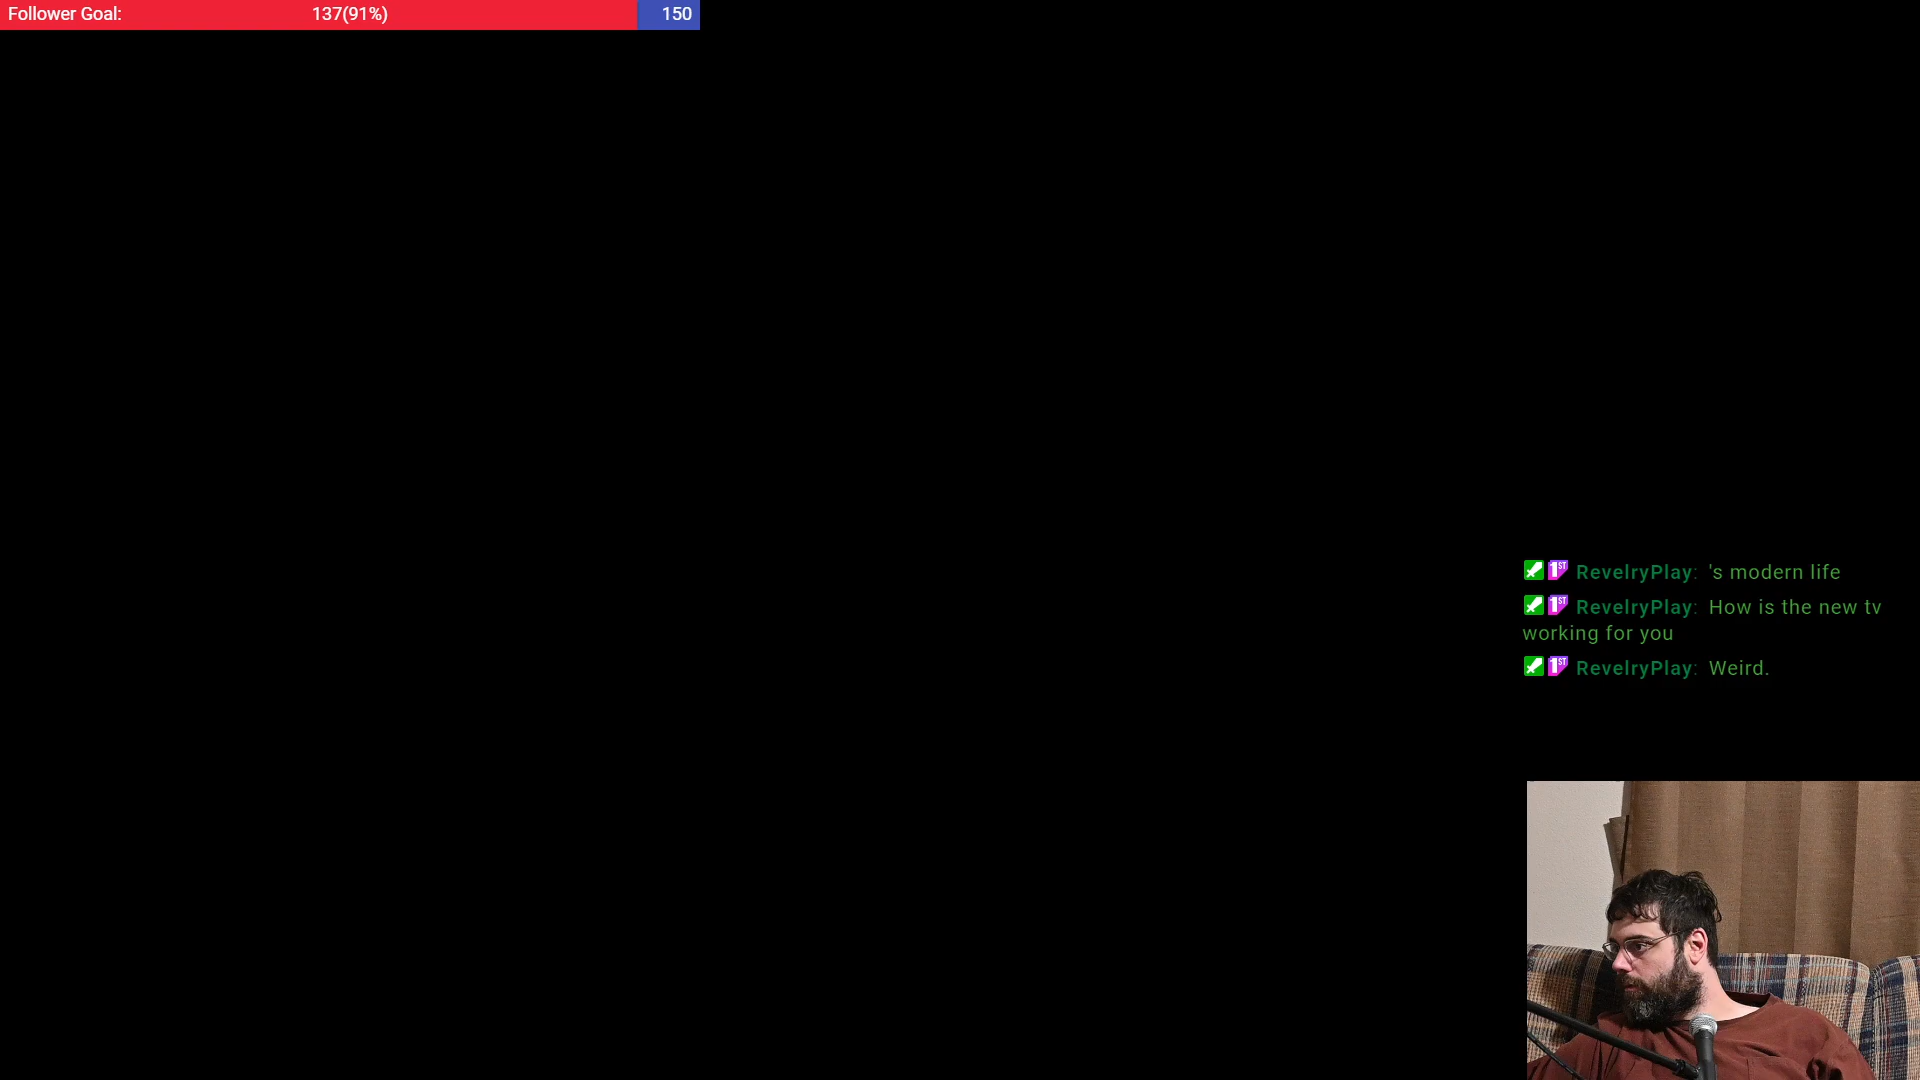 Follower Goal: 137(91%) 150
RevelryPlay: 's modern life
RevelryPlay: How is the new tv
working for you
RevelryPlay: Weird.